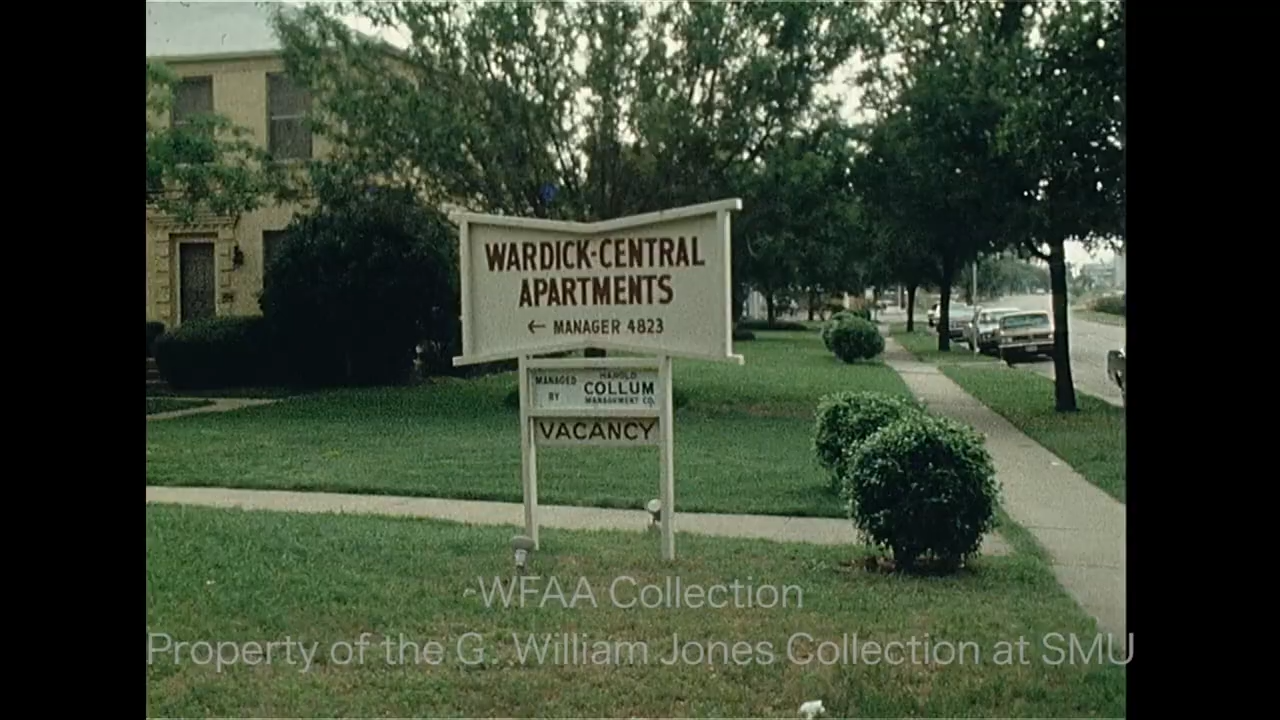 WARDICK-CENTRAL
APARTMENTS
← MANAGER 4823
MANAGED BY
HAROLD
COLLUM
MANAGEMENT CO.
VACANCY
WFAA Collection
Property of the G. William Jones Collection at SMU